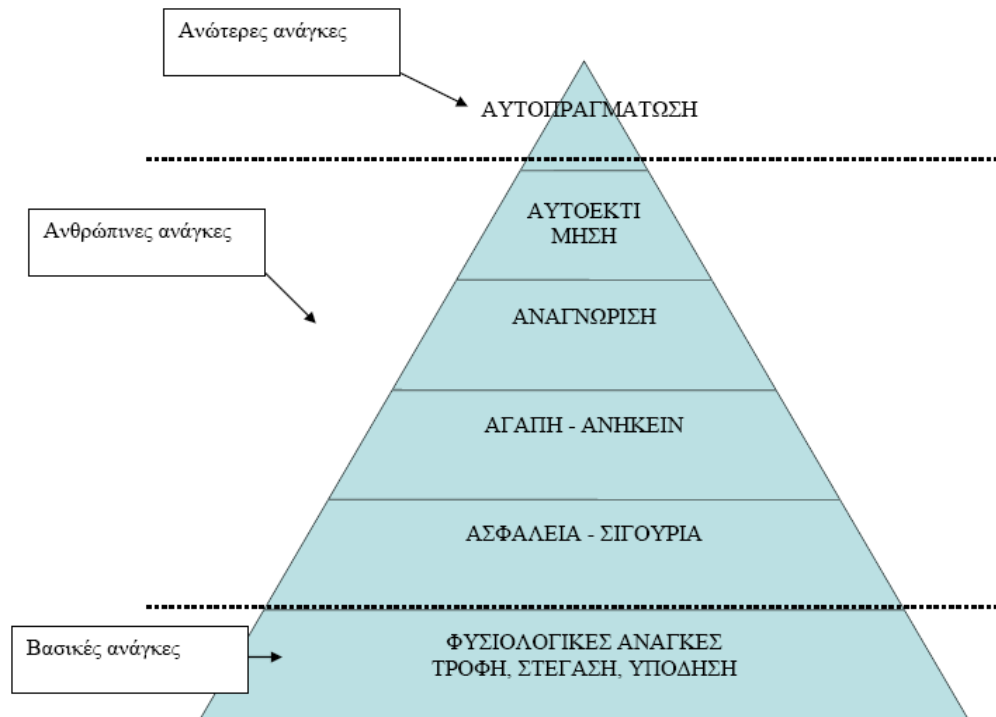 Ανώτερες ανάγκες
ΑΥΤΟΠΡΑΓΜΑΤΩΣΗ
ΑΥΤΟΕΚΤΙ
ΜΗΣΗ
Ανθρώπινες ανάγκες
ΑΝΑΓΝΩΡΙΣΗ
ΑΓΑΠΗ - ΑΝΗΚΕΙΝ
ΑΣΦΑΛΕΙΑ - ΣΙΓΟΥΡΙΑ
Βασικές ανάγκες
ΦΥΣΙΟΛΟΓΙΚΕΣ ΑΝΑΓΚΕΣ
ΤΡΟΦΗ, ΣΤΕΓΑΣΗ, ΥΠΟΔΗΣΗ